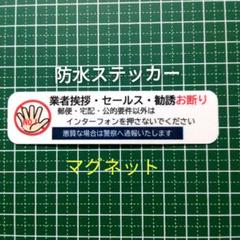 防水ステッカー
業者挨拶・セールス・勧誘お断り
郵便・宅配・公的要件以外は
インターフォンを押さないでください
悪質な場合は警察へ通報いたします
マグネット